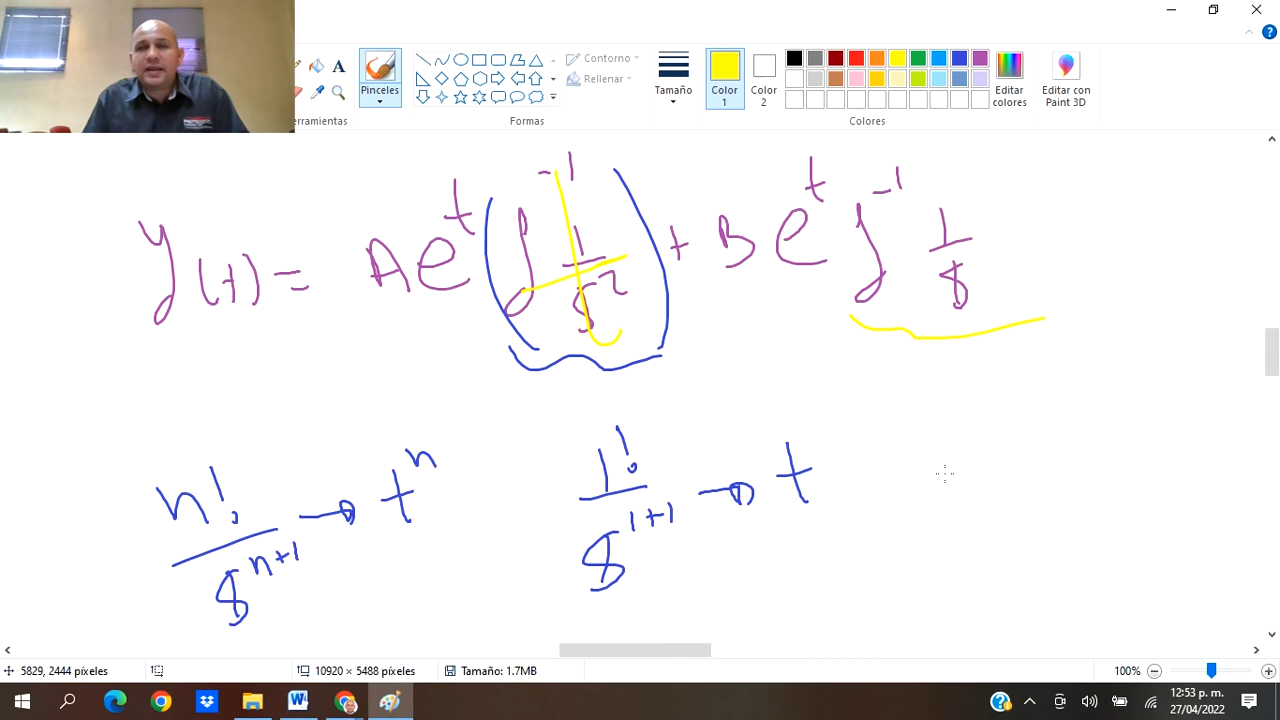 Contorno
Rellenar
Pinceles
Tamaño
Color 1
Color 2
Editar colores
Editar con Paint 3D
Formas
Colores
y(t) = Ae^t (ℒ^-1 1/s^2) + Be^t ℒ^-1 1/s
n!/s^(n+1) → t^n 1!/s^(1+1) → t
5829, 2444 píxeles
10920 × 5488 píxeles
Tamaño: 1.7MB
100%
12:53 p. m.
27/04/2022